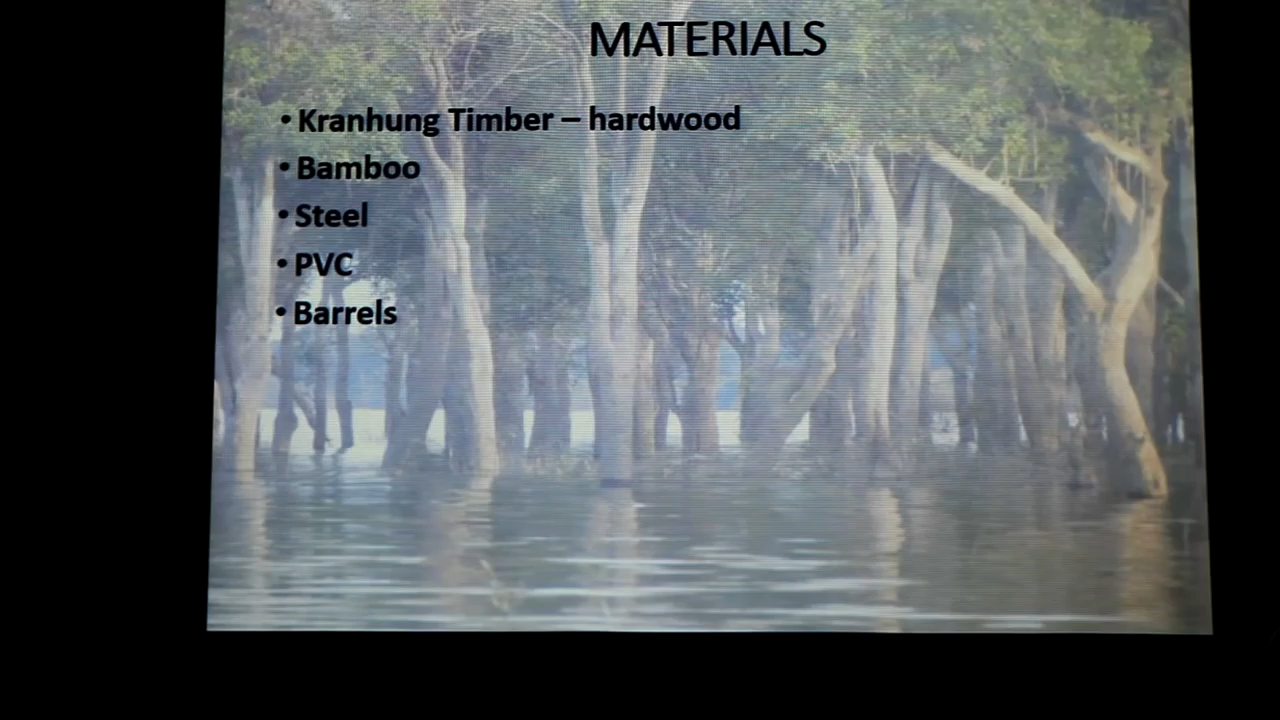 MATERIALS
• Kranhung Timber – hardwood
• Bamboo
• Steel
• PVC
• Barrels